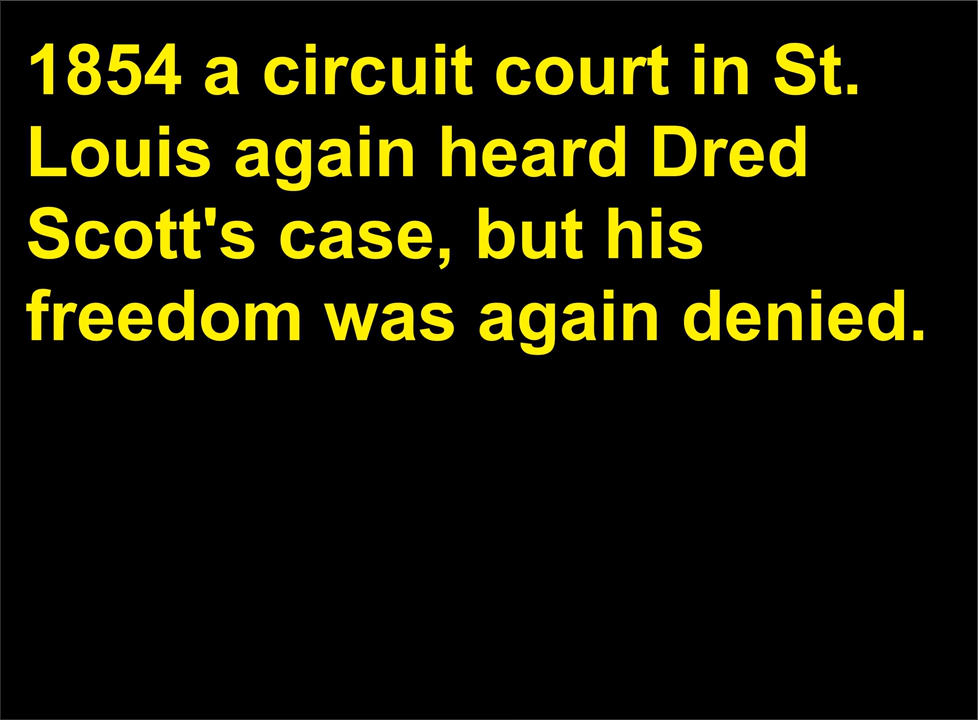 1854 a circuit court in St.
Louis again heard Dred
Scott's case, but his
freedom was again denied.